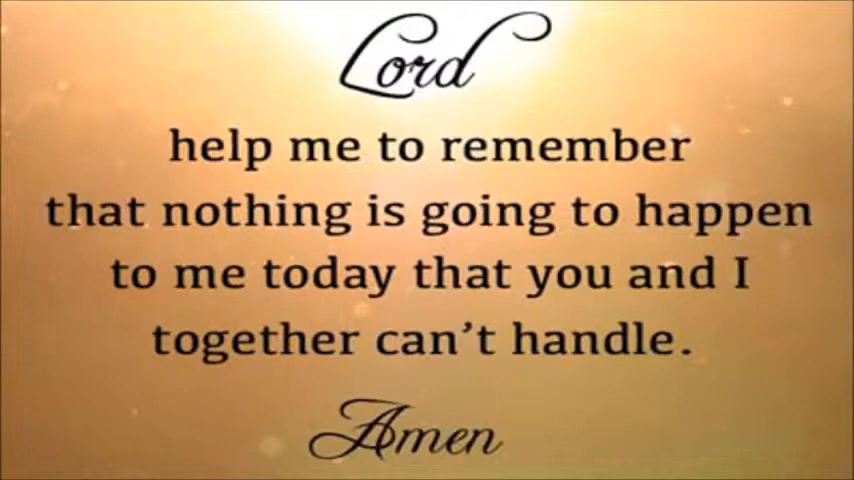 Lord
help me to remember
that nothing is going to happen
to me today that you and I
together can’t handle.
Amen